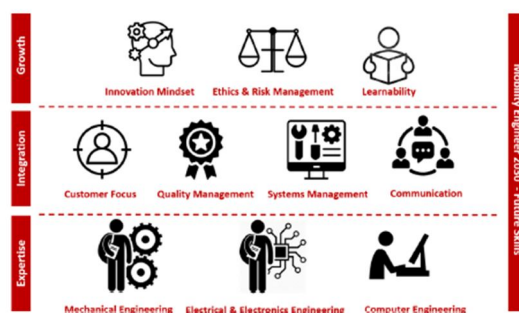 Growth
Innovation Mindset
Ethics & Risk Management
Learnability
Integration
Customer Focus
Quality Management
Systems Management
Communication
Expertise
Mechanical Engineering
Electrical & Electronics Engineering
Computer Engineering
Mobility Engineer 2030 - Future Skills